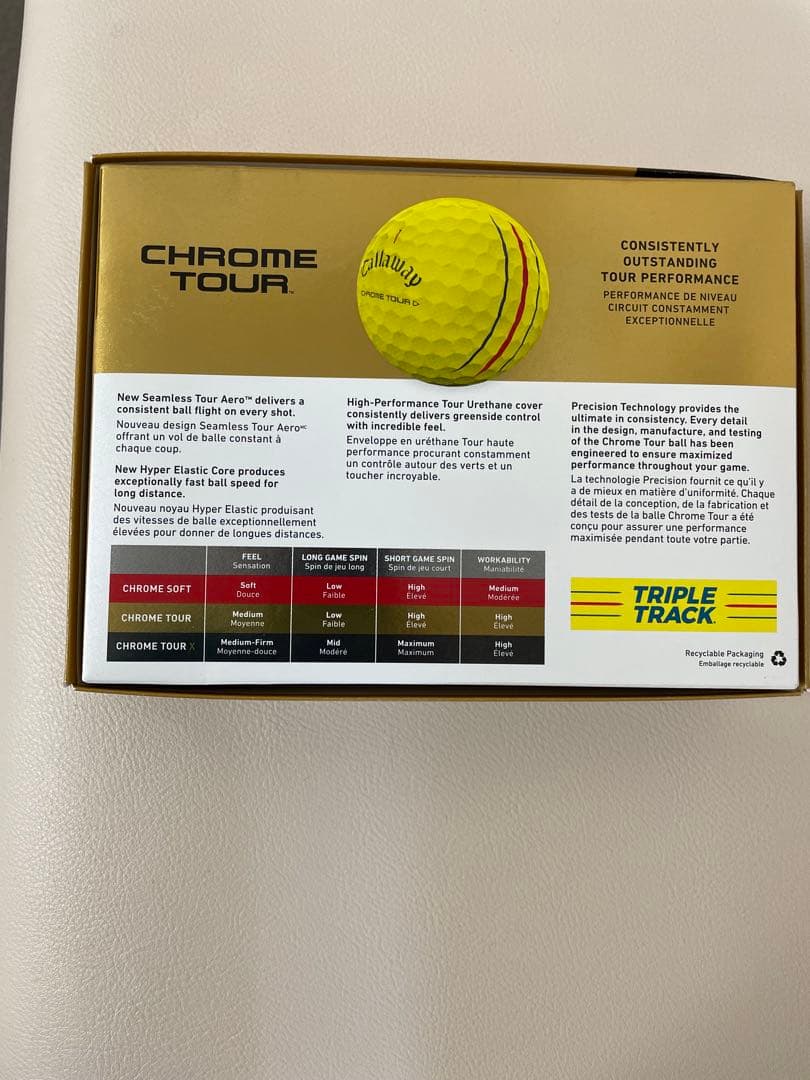 CHROME
TOUR™
Callaway
CHROME TOUR
CONSISTENTLY
OUTSTANDING
TOUR PERFORMANCE
PERFORMANCE DE NIVEAU
CIRCUIT CONSTAMMENT
EXCEPTIONNELLE
New Seamless Tour Aero™ delivers a
consistent ball flight on every shot.
Nouveau design Seamless Tour Aeroᴹᶜ
offrant un vol de balle constant à
chaque coup.
New Hyper Elastic Core produces
exceptionally fast ball speed for
long distance.
Nouveau noyau Hyper Elastic produisant
des vitesses de balle exceptionnellement
élevées pour donner de longues distances.
High-Performance Tour Urethane cover
consistently delivers greenside control
with incredible feel.
Enveloppe en uréthane Tour haute
performance procurant constamment
un contrôle autour des verts et un
toucher incroyable.
Precision Technology provides the
ultimate in consistency. Every detail
in the design, manufacture, and testing
of the Chrome Tour ball has been
engineered to ensure maximized
performance throughout your game.
La technologie Precision fournit ce qu'il y
a de mieux en matière d'uniformité. Chaque
détail de la conception, de la fabrication et
des tests de la balle Chrome Tour a été
conçu pour assurer une performance
maximisée pendant toute votre partie.
FEEL LONG GAME SPIN SHORT GAME SPIN WORKABILITY
Sensation Spin de jeu long Spin de jeu court Maniabilité
CHROME SOFT Soft Low High Medium
Douce Faible Élevé Modérée
CHROME TOUR Medium Low High High
Moyenne Faible Élevé Élevé
CHROME TOUR X Medium-Firm Mid Maximum High
Moyenne-douce Modéré Maximum Élevé
TRIPLE
TRACK
Recyclable Packaging
Emballage recyclable